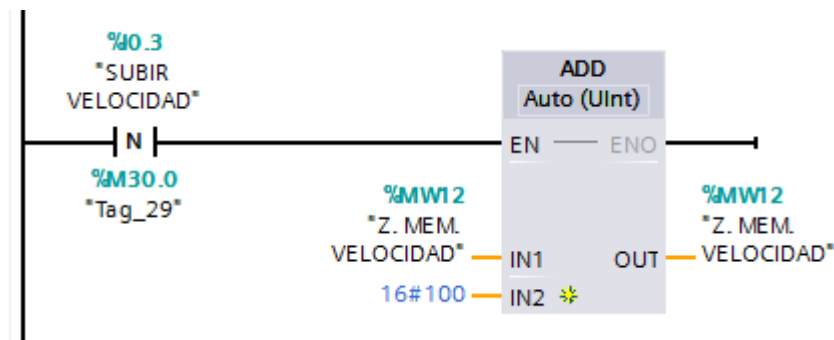 %I0.3
"SUBIR
VELOCIDAD"
N
%M30.0
"Tag_29"
ADD
Auto (UInt)
EN
ENO
%MW12
"Z. MEM.
VELOCIDAD"
IN1
16#100
IN2
OUT
%MW12
"Z. MEM.
VELOCIDAD"